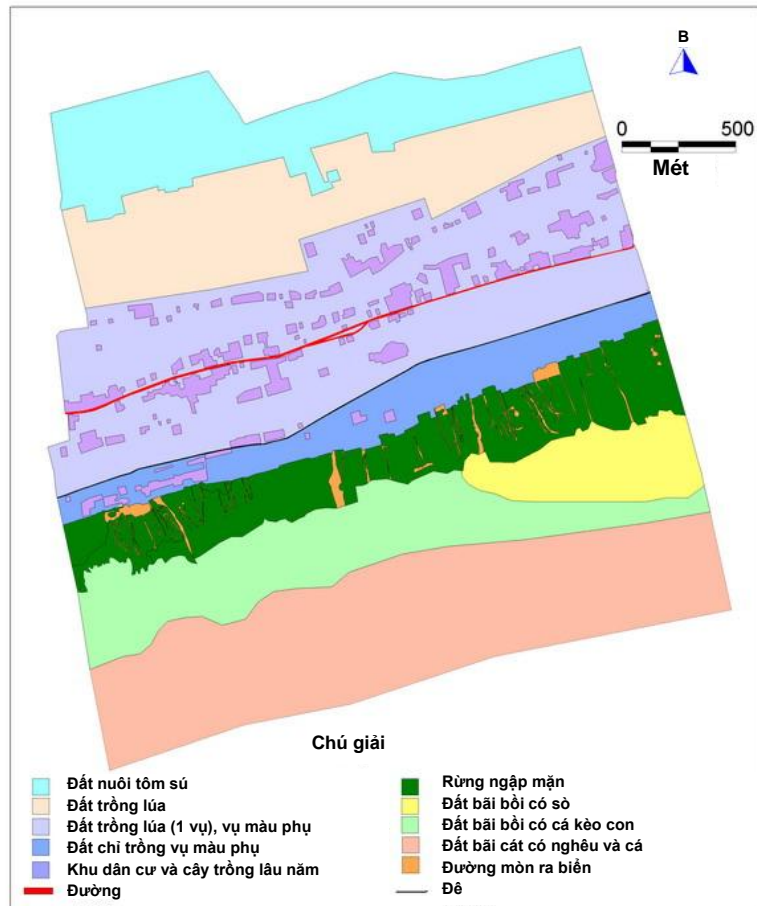 B
0 500
Mét
Chú giải
Đất nuôi tôm sú
Đất trồng lúa
Đất trồng lúa (1 vụ), vụ màu phụ
Đất chỉ trồng vụ màu phụ
Khu dân cư và cây trồng lâu năm
Đường
Rừng ngập mặn
Đất bãi bồi có sò
Đất bãi bồi có cá kèo con
Đất bãi cát có nghêu và cá
Đường mòn ra biển
Đê